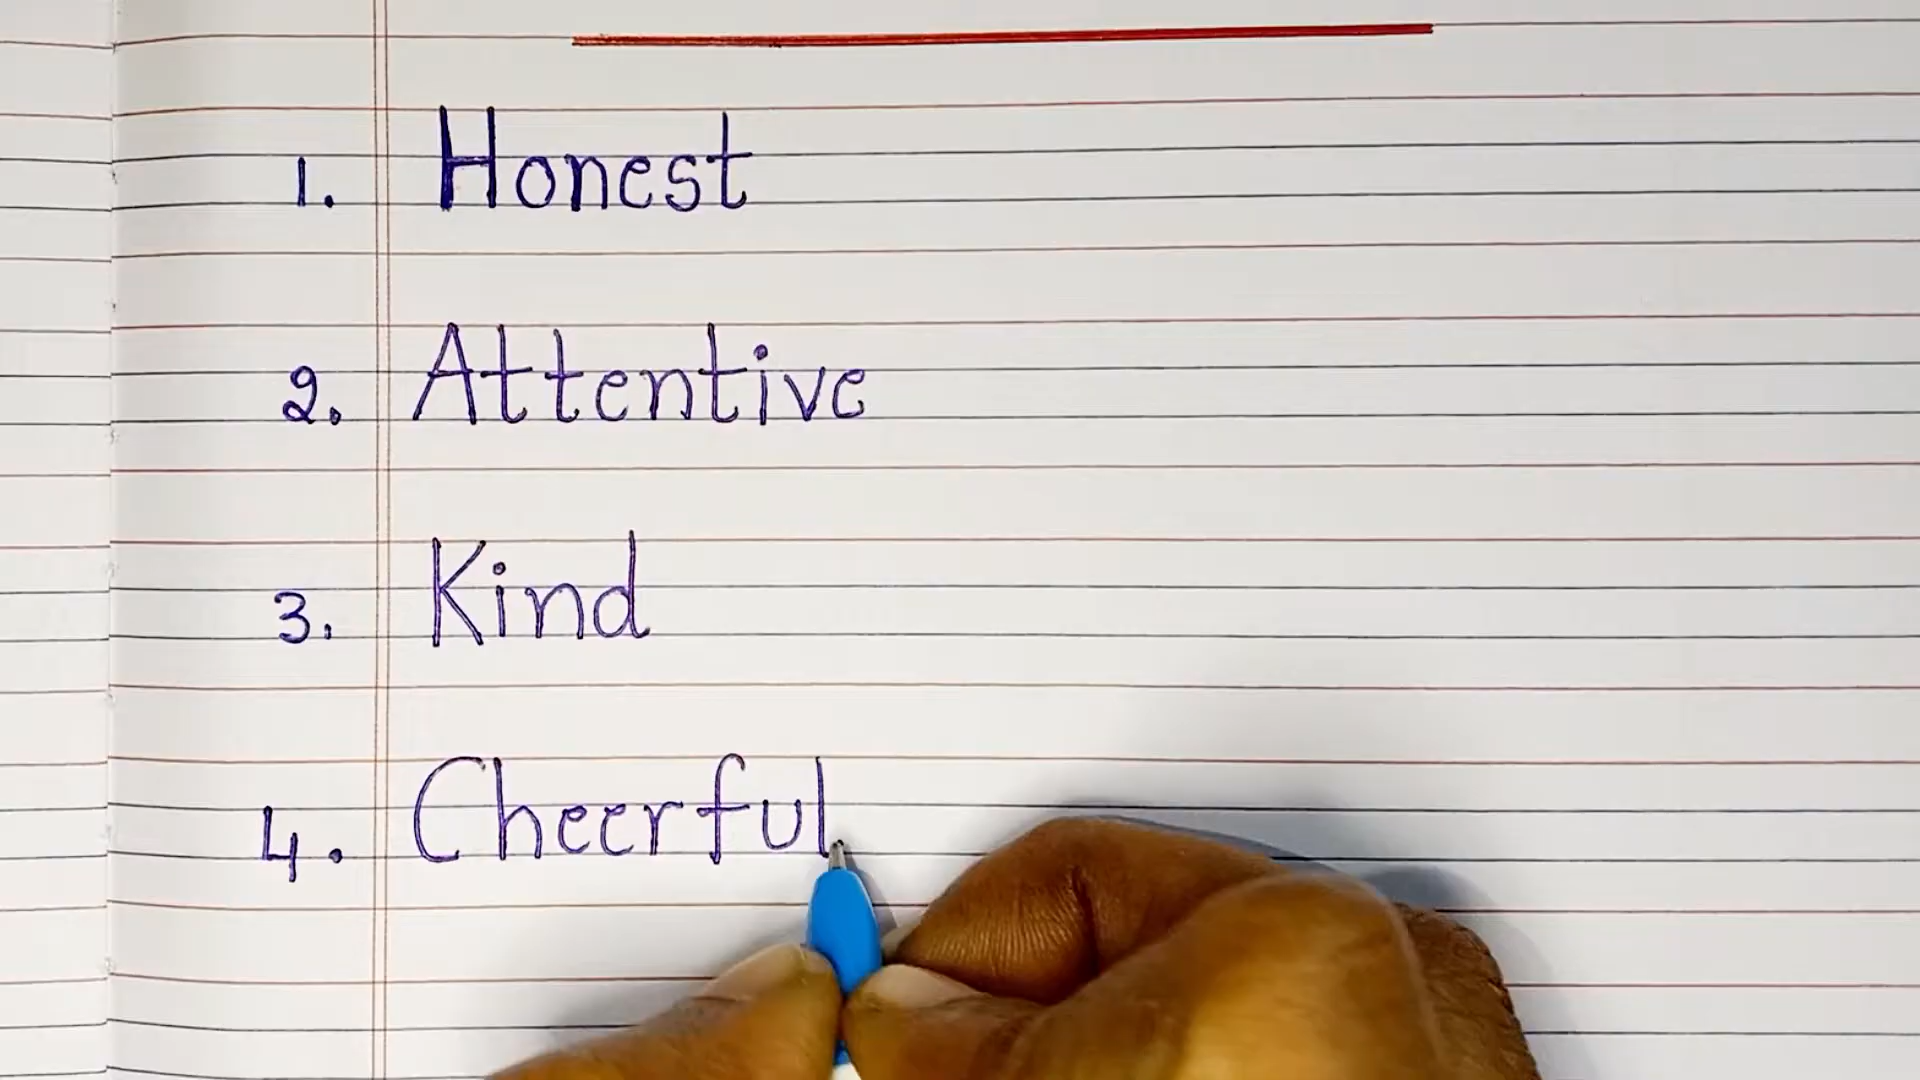 1. Honest
2. Attentive
3. Kind
4. Cheerful